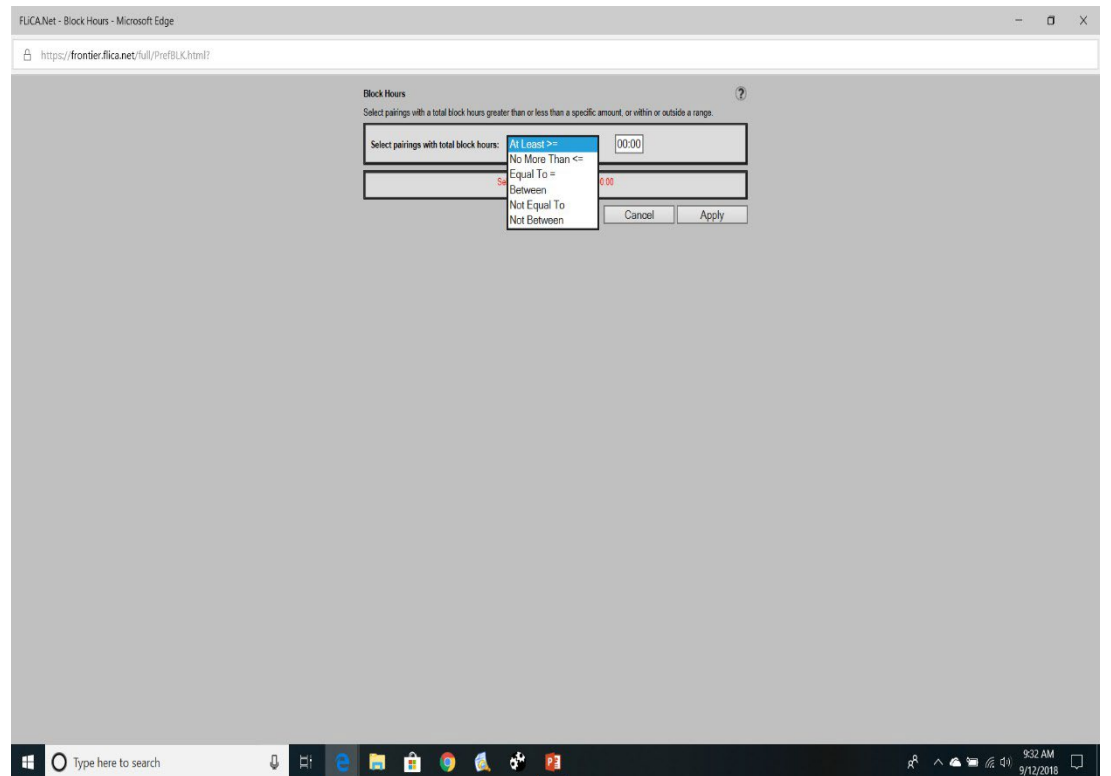 FLiCA.Net - Block Hours - Microsoft Edge
https://frontier.flica.net/full/PrefBLK.html?
Block Hours
Select pairings with a total block hours greater than or less than a specific amount, or within or outside a range.
Select pairings with total block hours: At Least >= 00:00
No More Than <=
Equal To =
Between
Not Equal To
Not Between
Cancel Apply
Type here to search
9:32 AM
9/12/2018